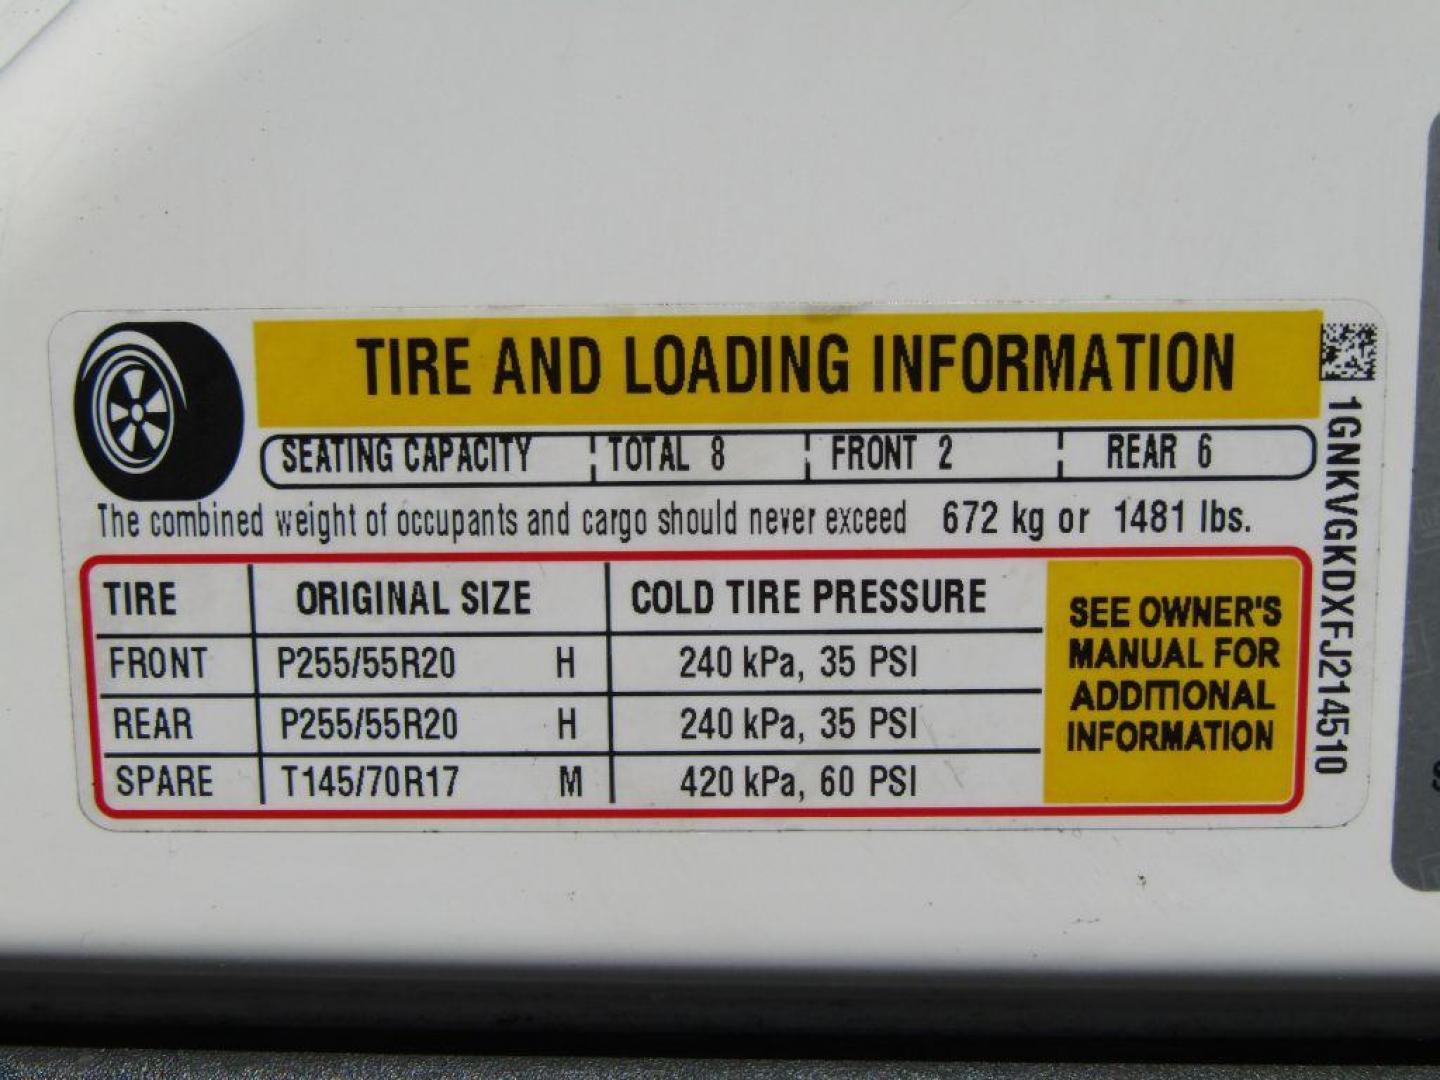 TIRE AND LOADING INFORMATION
SEATING CAPACITY TOTAL 8 FRONT 2 REAR 6
The combined weight of occupants and cargo should never exceed 672 kg or 1481 lbs.
TIRE ORIGINAL SIZE COLD TIRE PRESSURE
FRONT P255/55R20 H 240 kPa, 35 PSI
REAR P255/55R20 H 240 kPa, 35 PSI
SPARE T145/70R17 M 420 kPa, 60 PSI
SEE OWNER'S
MANUAL FOR
ADDITIONAL
INFORMATION
1GNKVGKDXFJ214510